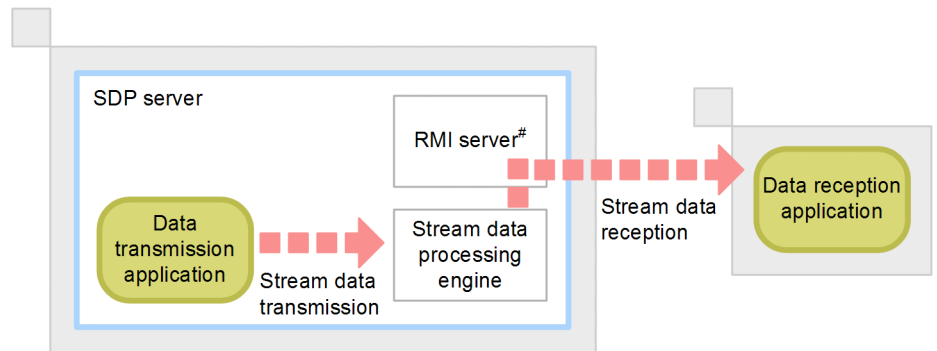 SDP server
RMI server#
Data
transmission
application
Stream data
transmission
Stream data
processing
engine
Stream data
reception
Data reception
application